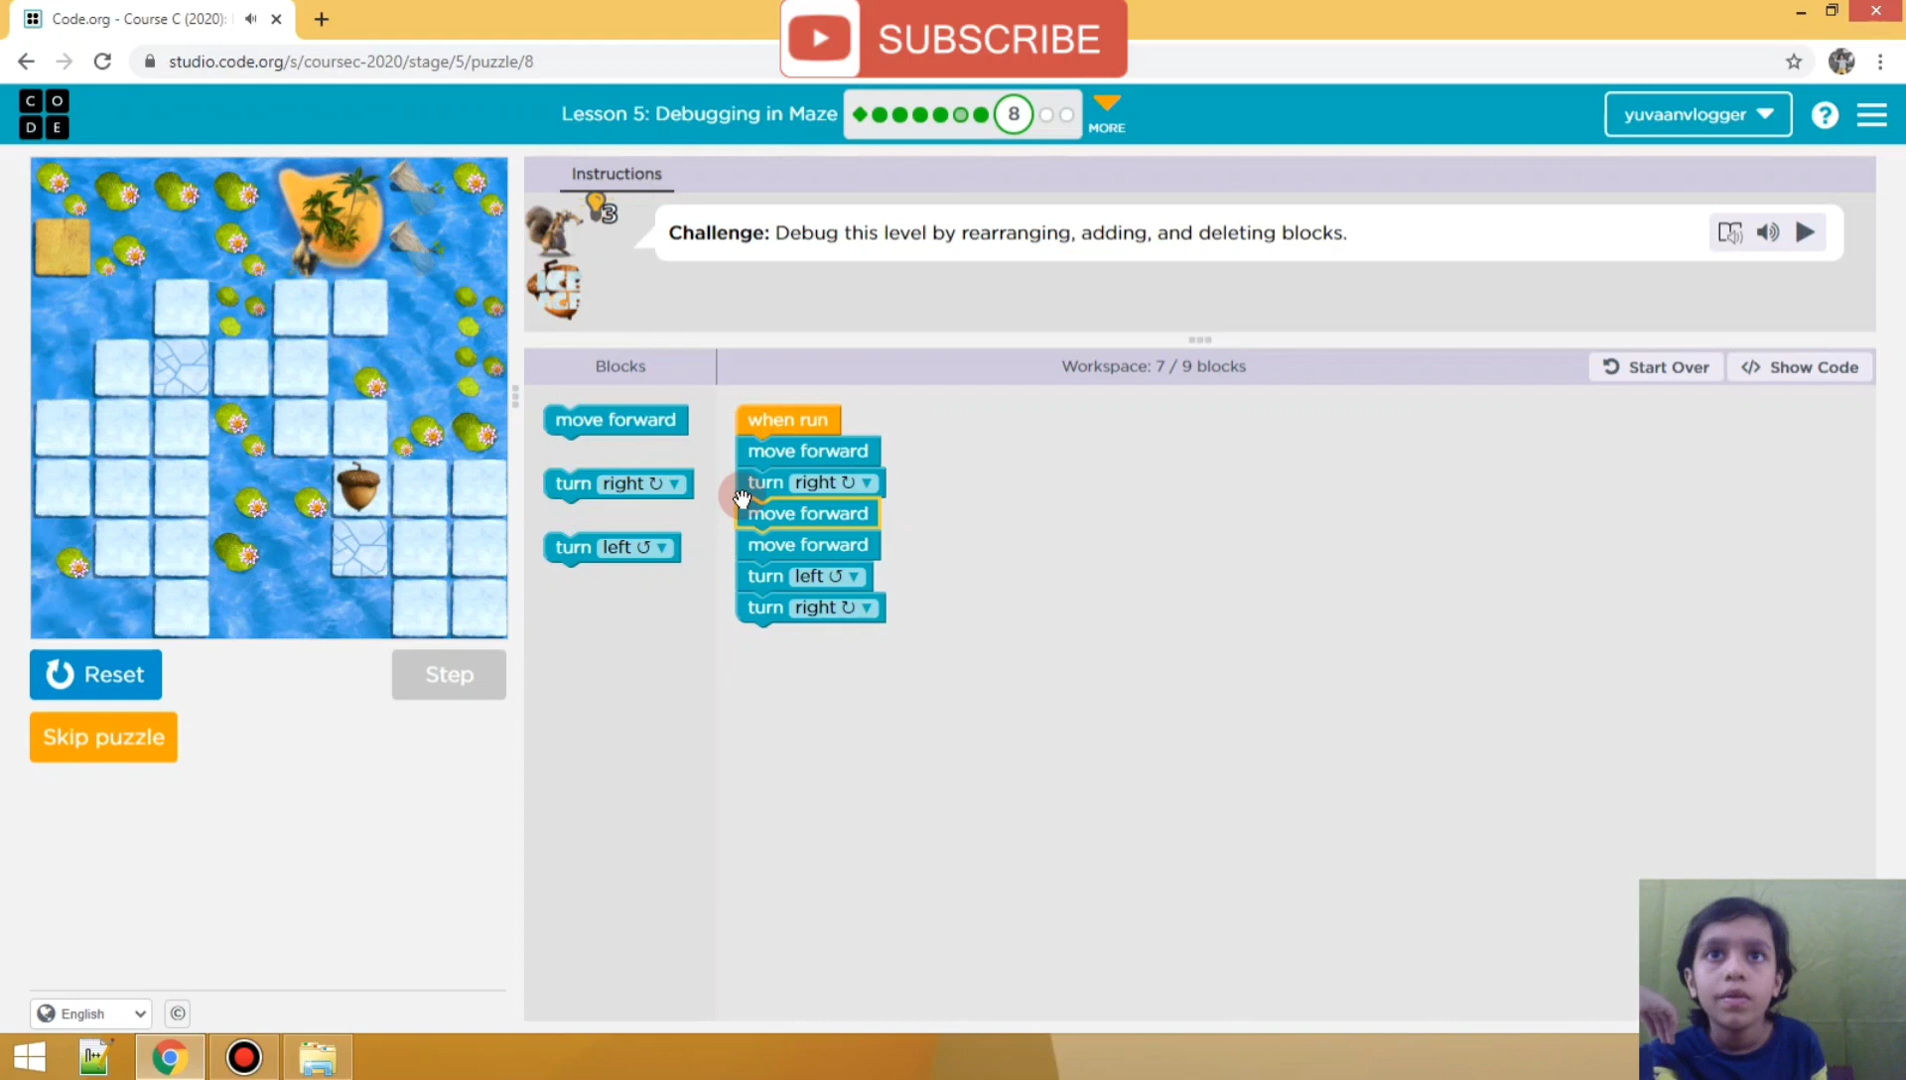 Code.org - Course C (2020):
SUBSCRIBE
studio.code.org/s/coursec-2020/stage/5/puzzle/8
C O
D E
Lesson 5: Debugging in Maze
8
MORE
yuvaanvlogger
?
Instructions
3
Challenge: Debug this level by rearranging, adding, and deleting blocks.
ICE
AGE
Blocks
Workspace: 7 / 9 blocks
Start Over
</> Show Code
move forward
turn right
turn left
when run
move forward
turn right
move forward
move forward
turn left
turn right
Reset
Step
Skip puzzle
English
©